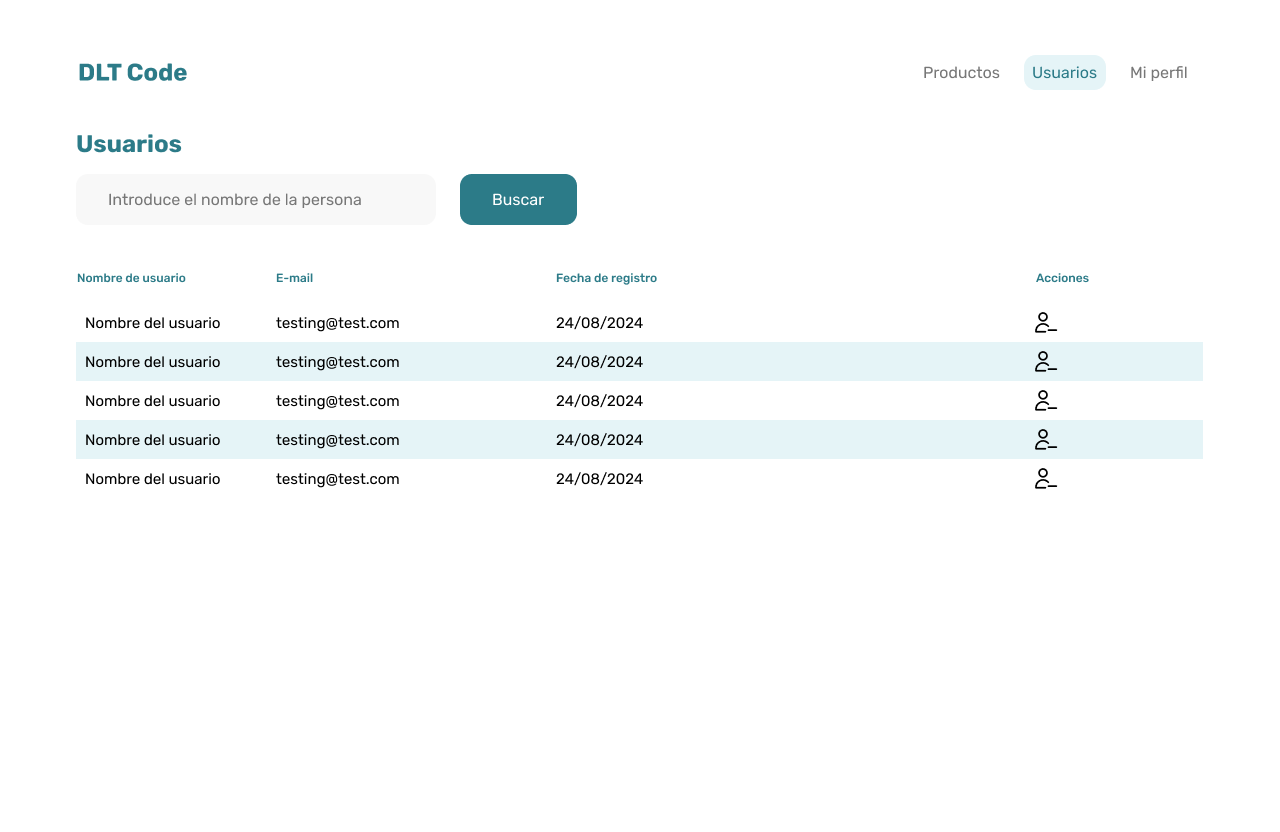 DLT Code
Productos Usuarios Mi perfil
Usuarios
Introduce el nombre de la persona Buscar
Nombre de usuario E-mail Fecha de registro Acciones
Nombre del usuario testing@test.com 24/08/2024
Nombre del usuario testing@test.com 24/08/2024
Nombre del usuario testing@test.com 24/08/2024
Nombre del usuario testing@test.com 24/08/2024
Nombre del usuario testing@test.com 24/08/2024